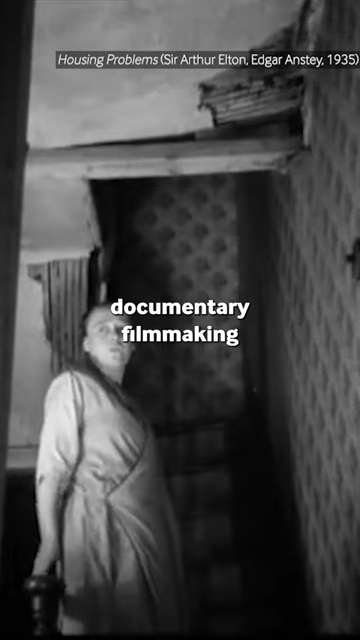 Housing Problems (Sir Arthur Elton, Edgar Anstey, 1935)
documentary
filmmaking